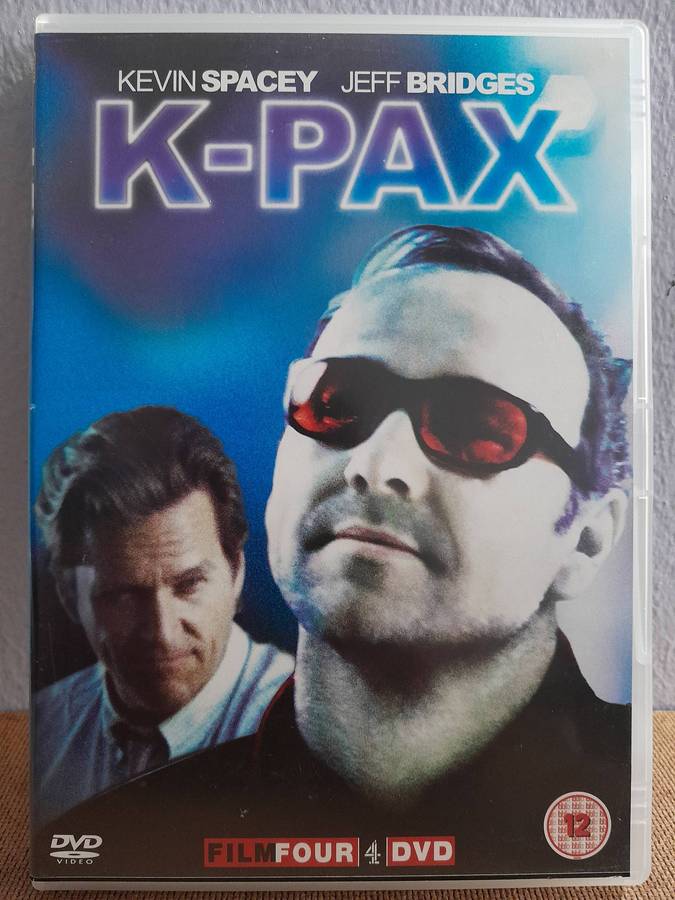 KEVIN SPACEY JEFF BRIDGES
K-PAX
DVD
VIDEO
FILMFOUR 4 DVD
12